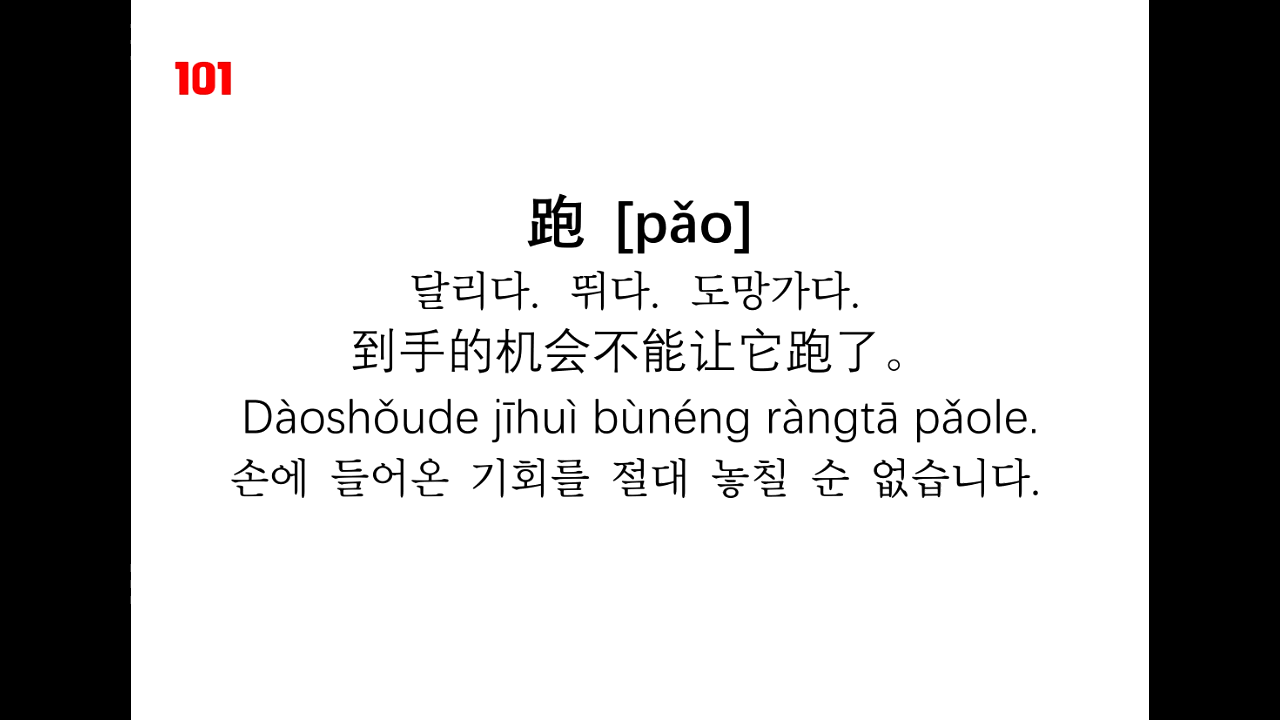 101
跑 [pǎo]
달리다. 뛰다. 도망가다.
到手的机会不能让它跑了。
Dàoshǒude jīhuì bùnéng ràngtā pǎole.
손에 들어온 기회를 절대 놓칠 순 없습니다.